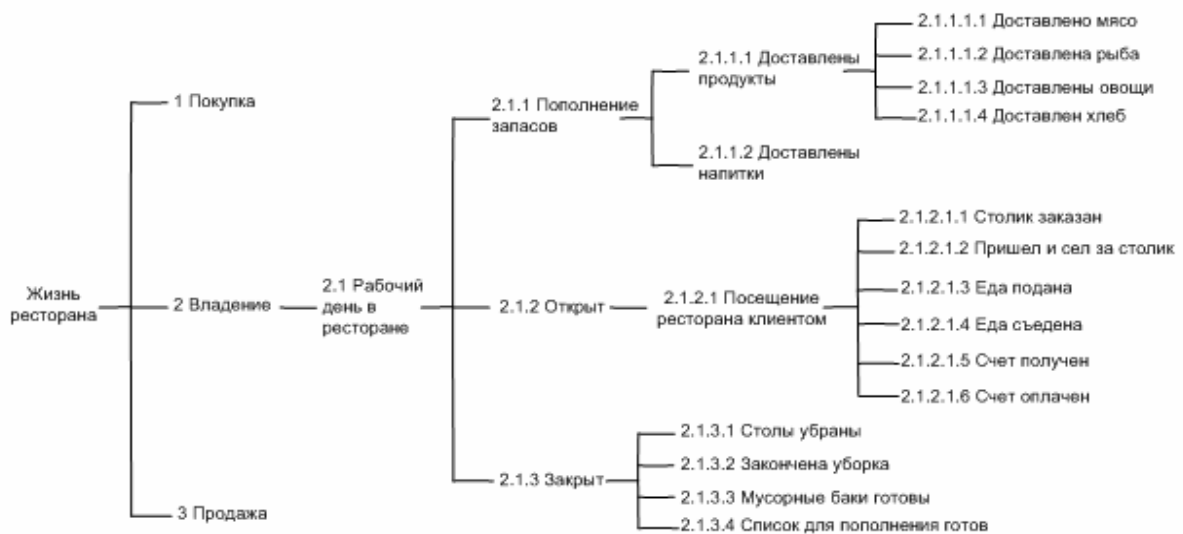 Жизнь
ресторана
1 Покупка
2 Владение
3 Продажа
2.1 Рабочий
день в
ресторане
2.1.1 Пополнение
запасов
2.1.1.1 Доставлены
продукты
2.1.1.1.1 Доставлено мясо
2.1.1.1.2 Доставлена рыба
2.1.1.1.3 Доставлены овощи
2.1.1.1.4 Доставлен хлеб
2.1.1.2 Доставлены
напитки
2.1.2 Открыт
2.1.2.1 Посещение
ресторана клиентом
2.1.2.1.1 Столик заказан
2.1.2.1.2 Пришел и сел за столик
2.1.2.1.3 Еда подана
2.1.2.1.4 Еда съедена
2.1.2.1.5 Счет получен
2.1.2.1.6 Счет оплачен
2.1.3 Закрыт
2.1.3.1 Столы убраны
2.1.3.2 Закончена уборка
2.1.3.3 Мусорные баки готовы
2.1.3.4 Список для пополнения готов